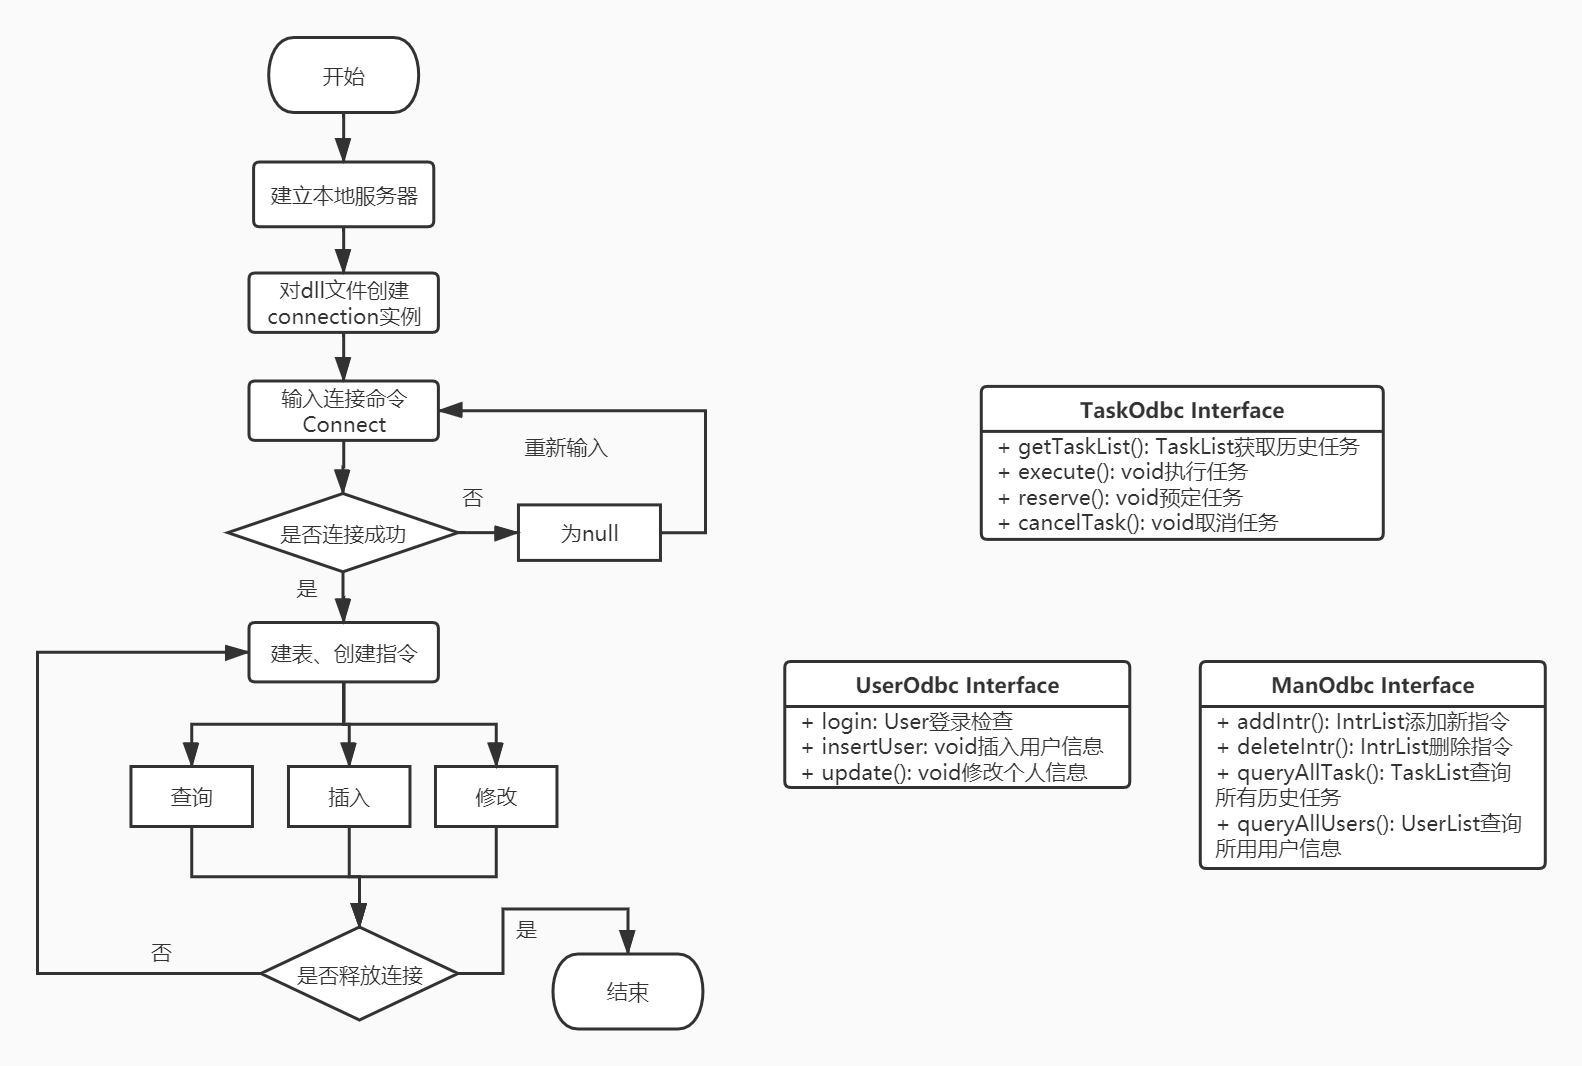 开始
建立本地服务器
对dll文件创建
connection实例
输入连接命令
Connect
重新输入
否
是否连接成功
为null
是
建表、创建指令
查询
插入
修改
是
否
是否释放连接
结束
TaskOdbc Interface
+ getTaskList(): TaskList获取历史任务
+ execute(): void执行任务
+ reserve(): void预定任务
+ cancelTask(): void取消任务
UserOdbc Interface
+ login: User登录检查
+ insertUser: void插入用户信息
+ update(): void修改个人信息
ManOdbc Interface
+ addIntr(): IntrList添加新指令
+ deleteIntr(): IntrList删除指令
+ queryAllTask(): TaskList查询
所有历史任务
+ queryAllUsers(): UserList查询
所用用户信息